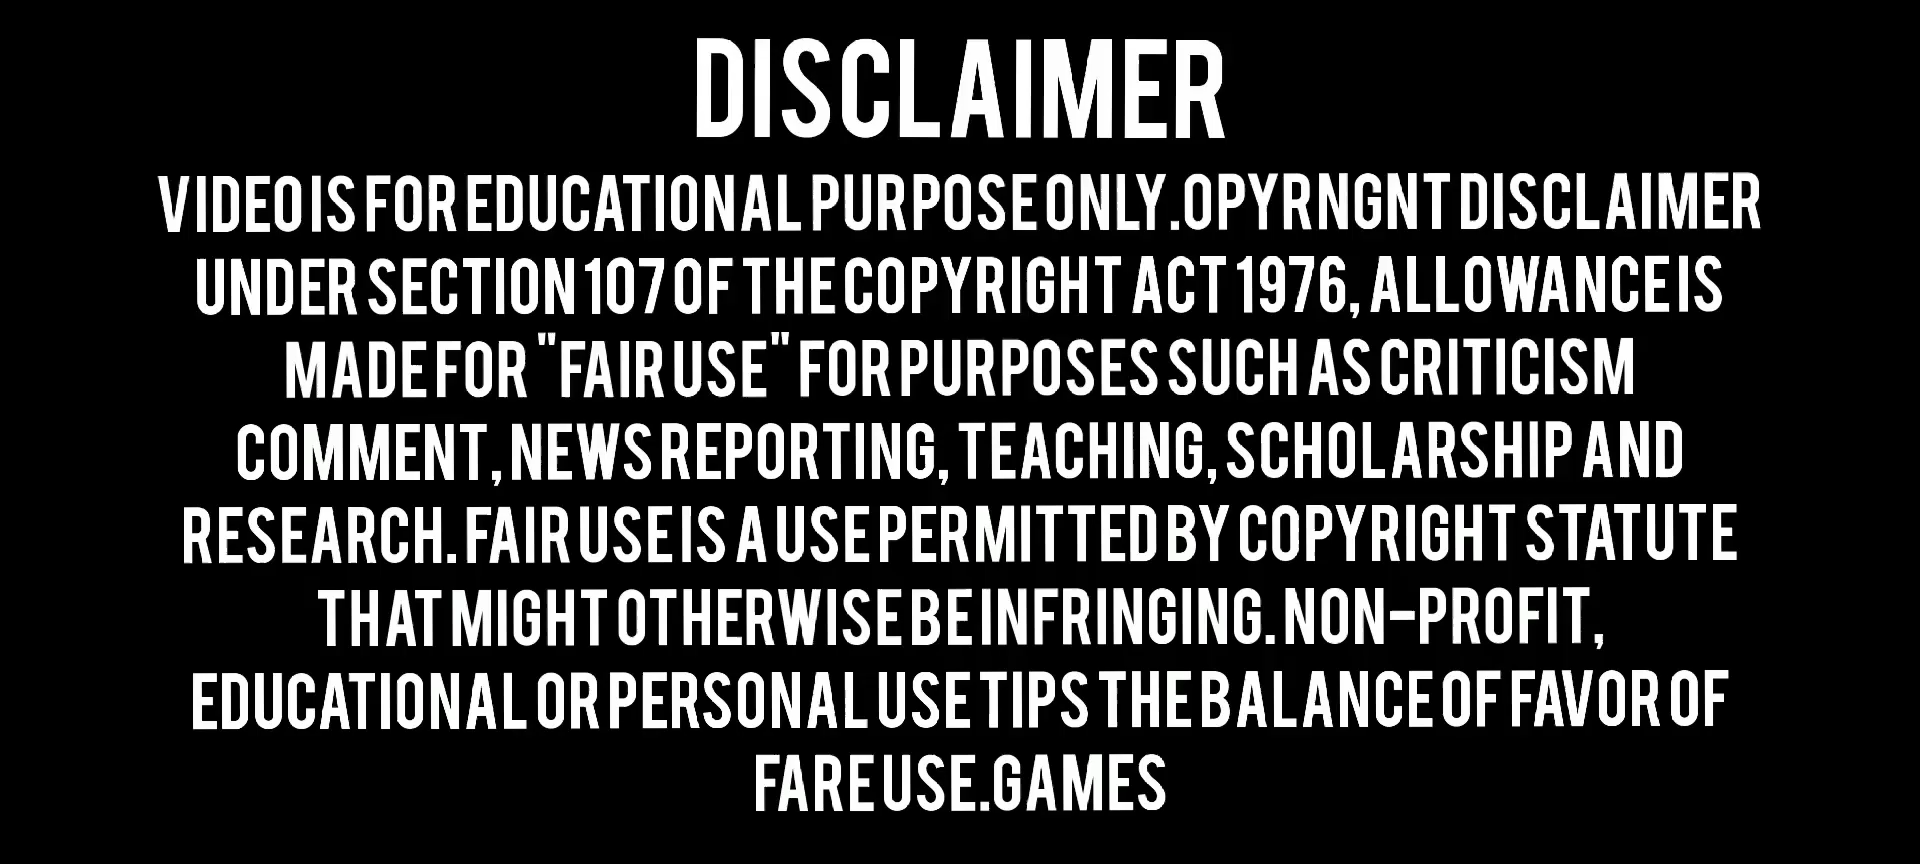 DISCLAIMER
VIDEO IS FOR EDUCATIONAL PURPOSE ONLY.OPYRNGNT DISCLAIMER
UNDER SECTION 107 OF THE COPYRIGHT ACT 1976, ALLOWANCE IS
MADE FOR "FAIR USE" FOR PURPOSES SUCH AS CRITICISM
COMMENT, NEWS REPORTING, TEACHING, SCHOLARSHIP AND
RESEARCH. FAIR USE IS A USE PERMITTED BY COPYRIGHT STATUTE
THAT MIGHT OTHERWISE BE INFRINGING. NON-PROFIT,
EDUCATIONAL OR PERSONAL USE TIPS THE BALANCE OF FAVOR OF
FARE USE.GAMES